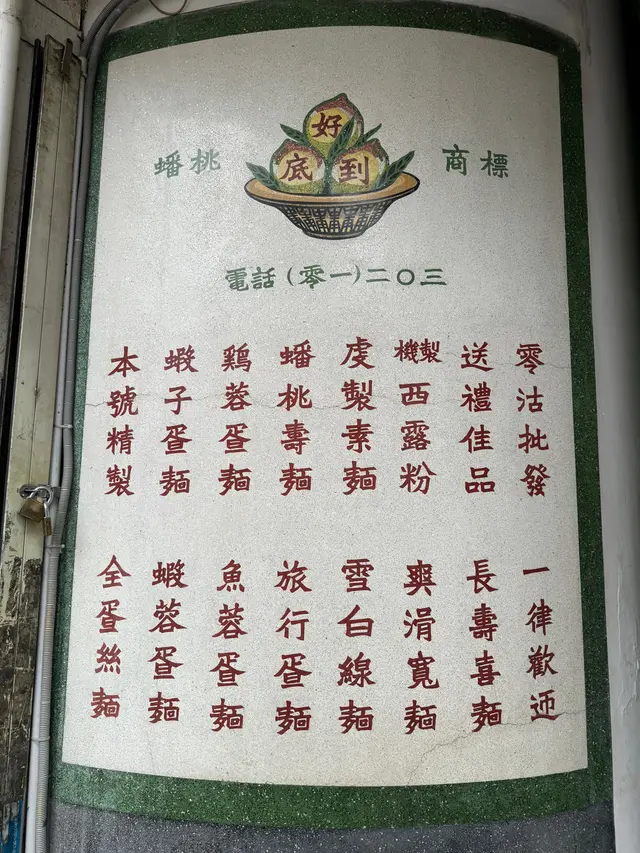 好
到底
蟠桃 商標
電話(零一)二〇三
本號精製
全蛋絲麵
蝦子蛋麵
蝦蓉蛋麵
鷄蓉蛋麵
魚蓉蛋麵
蟠桃壽麵
旅行蛋麵
虔製素麵
雪白線麵
機製西露粉
爽滑寬麵
送禮佳品
長壽喜麵
零沽批發
一律歡迎